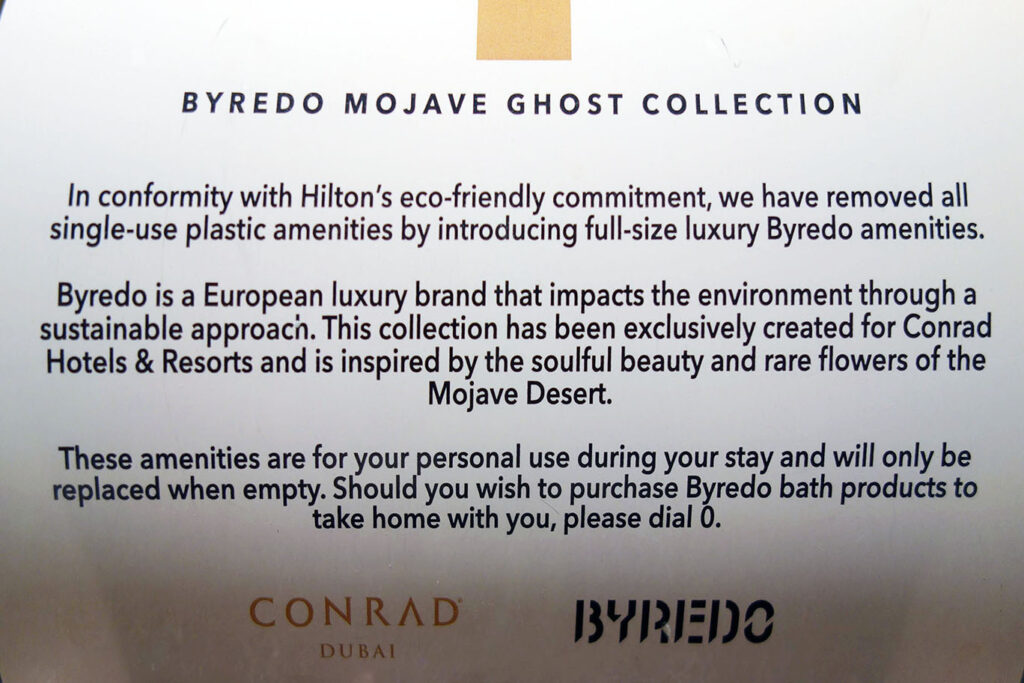 BYREDO MOJAVE GHOST COLLECTION
In conformity with Hilton's eco-friendly commitment, we have removed all
single-use plastic amenities by introducing full-size luxury Byredo amenities.
Byredo is a European luxury brand that impacts the environment through a
sustainable approach. This collection has been exclusively created for Conrad
Hotels & Resorts and is inspired by the soulful beauty and rare flowers of the
Mojave Desert.
These amenities are for your personal use during your stay and will only be
replaced when empty. Should you wish to purchase Byredo bath products to
take home with you, please dial 0.
CONRAD®
DUBAI
BYREDO